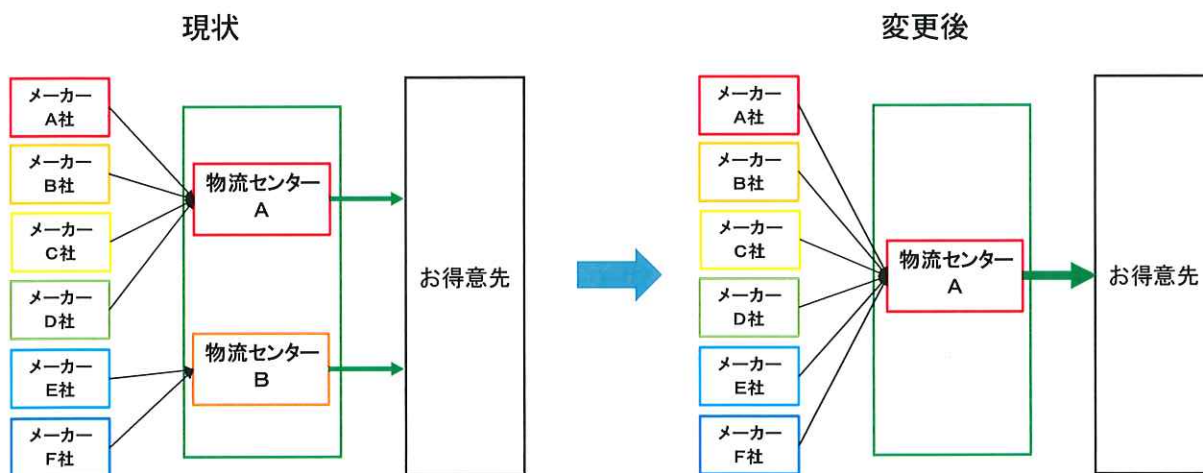 現状
メーカー
A社
メーカー
B社
メーカー
C社
メーカー
D社
メーカー
E社
メーカー
F社
物流センター
A
物流センター
B
お得意先
変更後
メーカー
A社
メーカー
B社
メーカー
C社
メーカー
D社
メーカー
E社
メーカー
F社
物流センター
A
お得意先